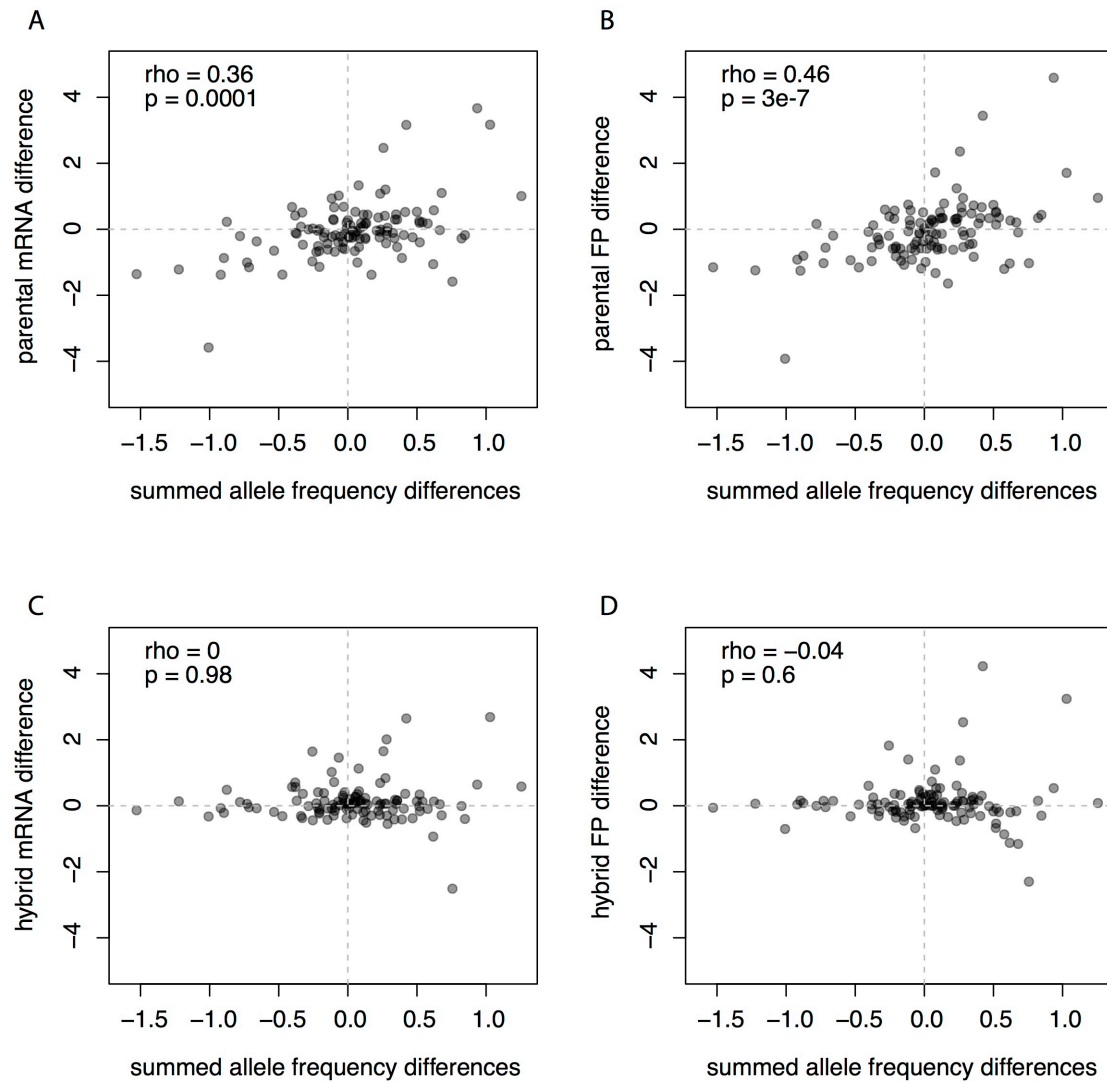 A
rho = 0.36
p = 0.0001
parental mRNA difference
4
2
0
−2
−4
−1.5 −1.0 −0.5 0.0 0.5 1.0
summed allele frequency differences
B
rho = 0.46
p = 3e-7
parental FP difference
4
2
0
−2
−4
−1.5 −1.0 −0.5 0.0 0.5 1.0
summed allele frequency differences
C
rho = 0
p = 0.98
hybrid mRNA difference
4
2
0
−2
−4
−1.5 −1.0 −0.5 0.0 0.5 1.0
summed allele frequency differences
D
rho = −0.04
p = 0.6
hybrid FP difference
4
2
0
−2
−4
−1.5 −1.0 −0.5 0.0 0.5 1.0
summed allele frequency differences